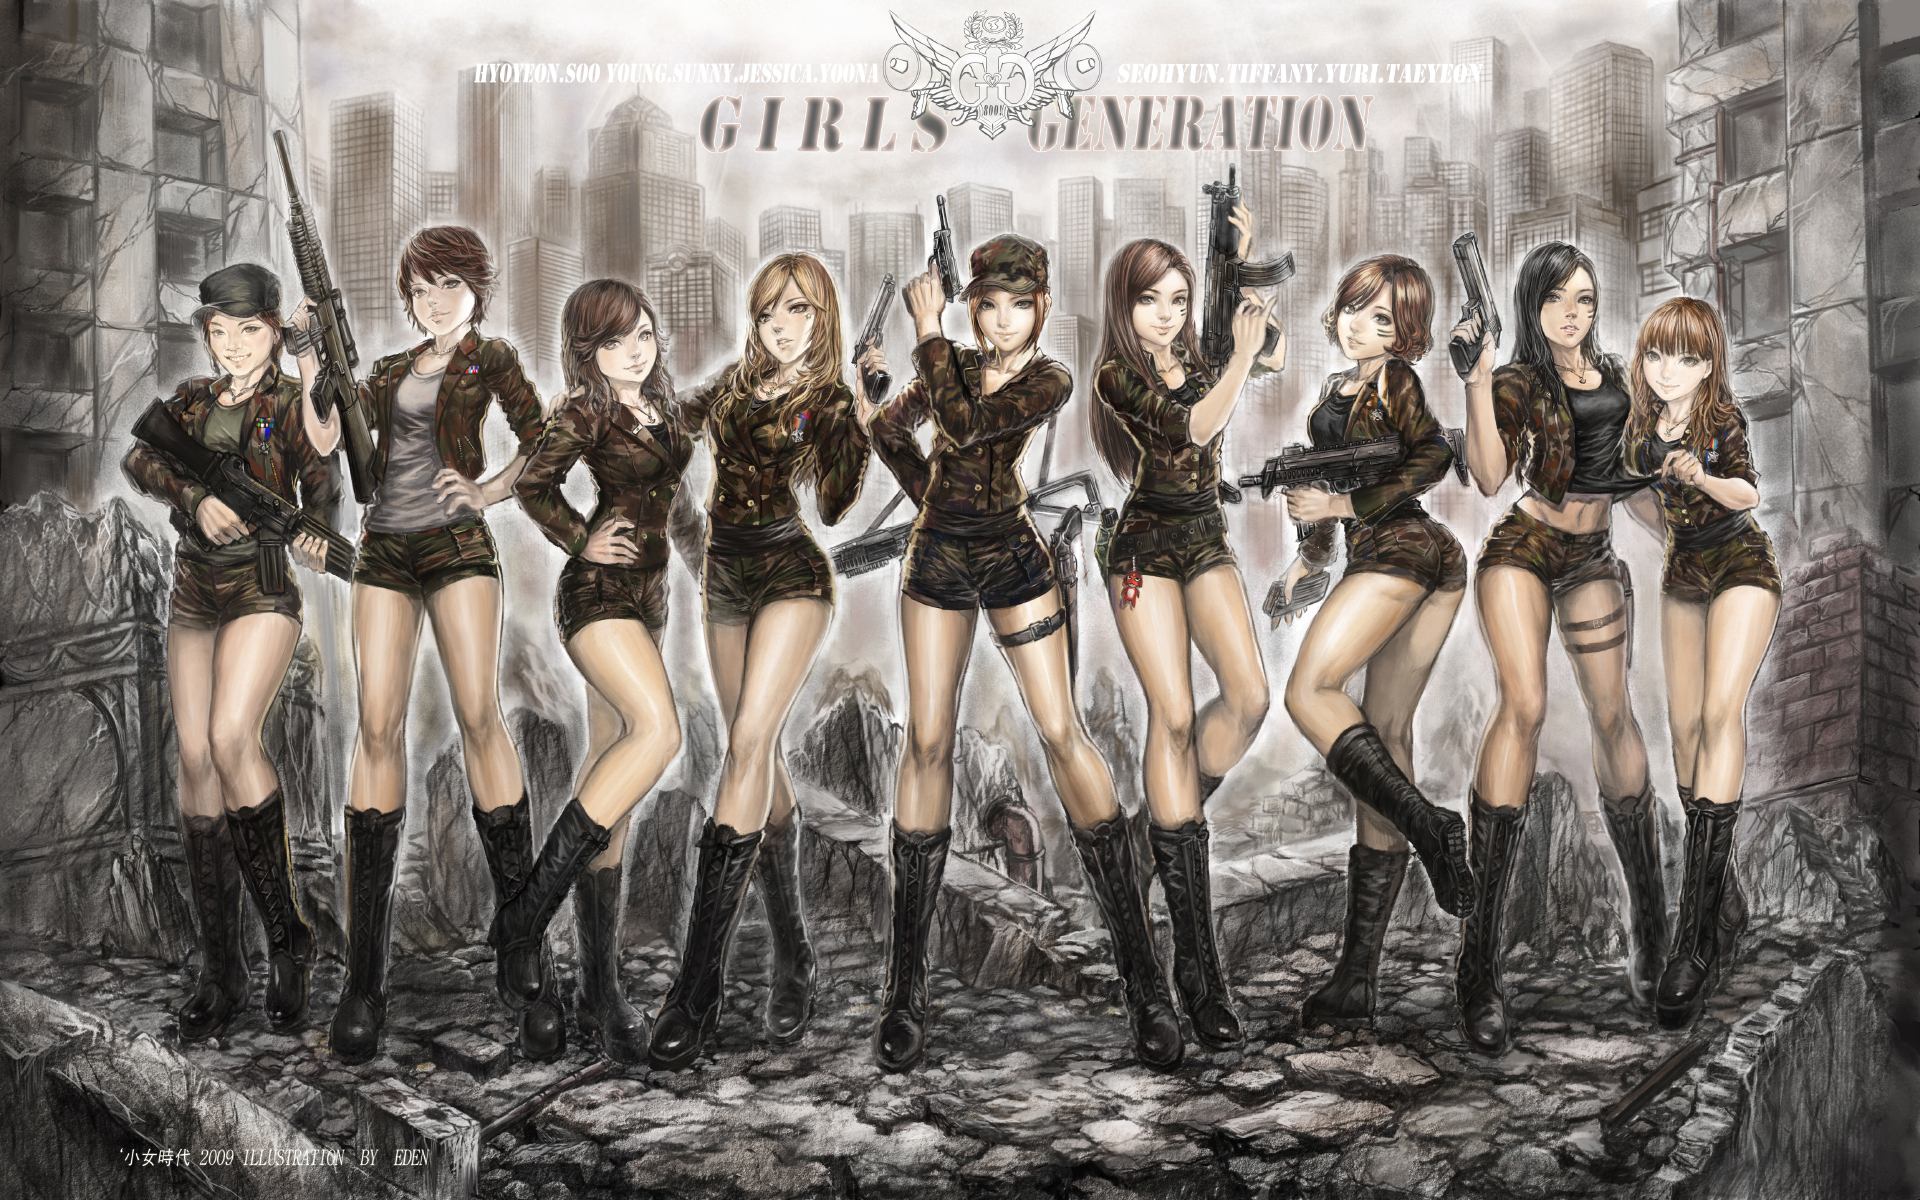 HYOYEON.SOO YOUNG.SUNNY.JESSICA.YOONA
SEOHYUN.TIFFANY.YURI.TAEYEON
GIRLS GENERATION
GG
'小女時代 2009 ILLUSTRATION BY EDEN